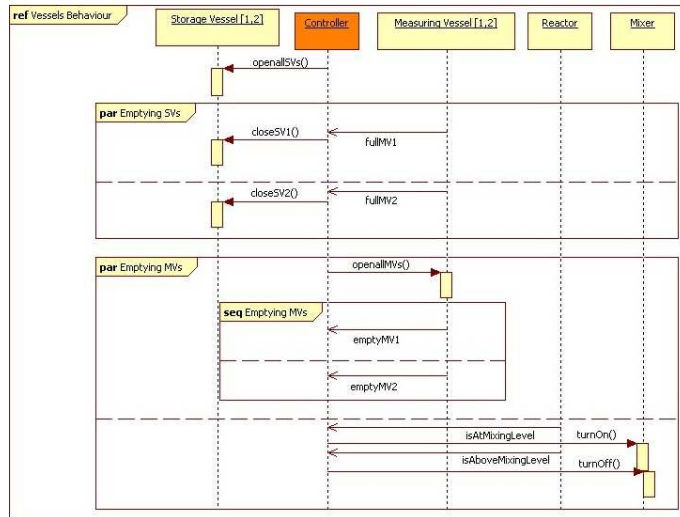 ref Vessels Behaviour
Storage Vessel [1,2]
Controller
Measuring Vessel [1,2]
Reactor
Mixer
openallSVs()
par Emptying SVs
closeSV1()
fullMV1
closeSV2()
fullMV2
par Emptying MVs
openallMVs()
seq Emptying MVs
emptyMV1
emptyMV2
isAtMixingLevel
turnOn()
isAboveMixingLevel
turnOff()